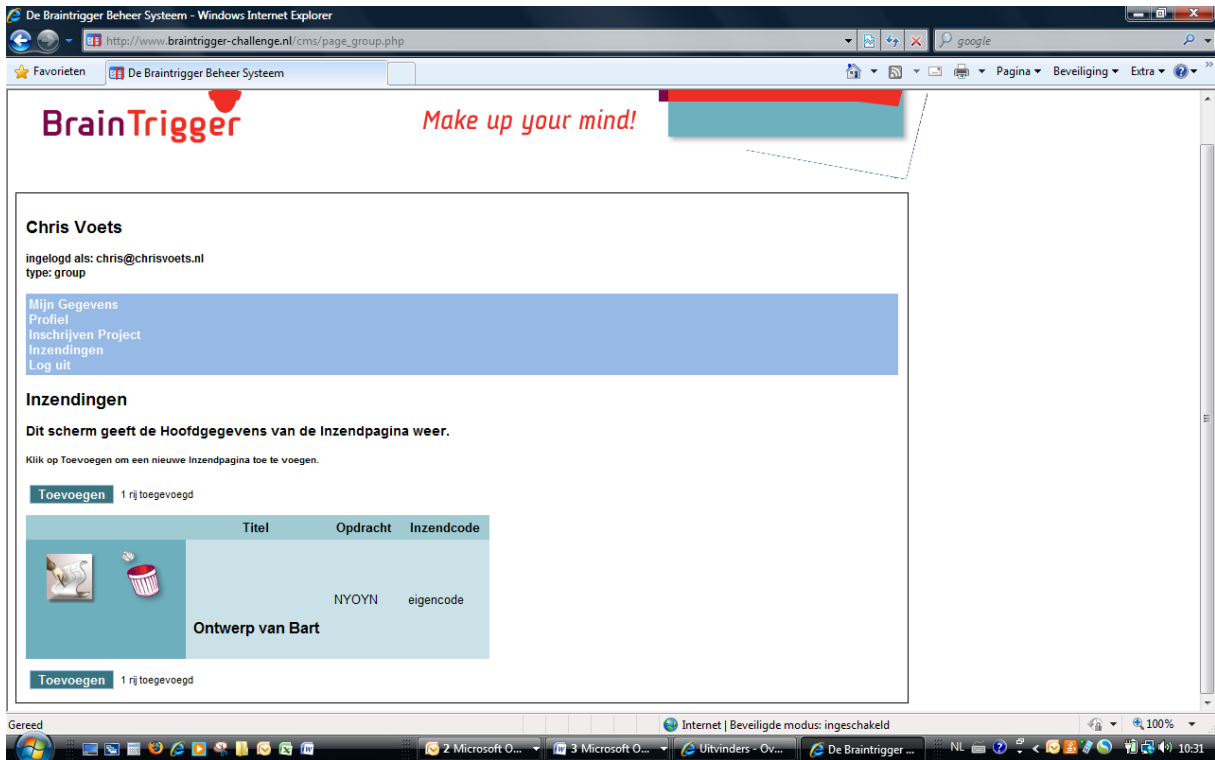 De Braintrigger Beheer Systeem - Windows Internet Explorer
http://www.braintrigger-challenge.nl/cms/page_group.php
google
Favorieten
De Braintrigger Beheer Systeem
Pagina
Beveiliging
Extra
BrainTrigger
Make up your mind!
Chris Voets
ingelogd als: chris@chrisvoets.nl
type: group
Mijn Gegevens
Profiel
Inschrijven Project
Inzendingen
Log uit
Inzendingen
Dit scherm geeft de Hoofdgegevens van de Inzendpagina weer.
Klik op Toevoegen om een nieuwe Inzendpagina toe te voegen.
Toevoegen 1 rij toegevoegd
Titel Opdracht Inzendcode
NYOYN eigencode
Ontwerp van Bart
Toevoegen 1 rij toegevoegd
Gereed
Internet | Beveiligde modus: ingeschakeld
100%
2 Microsoft O...
3 Microsoft O...
Uitvinders - Ov...
De Braintrigger ...
NL
10:31